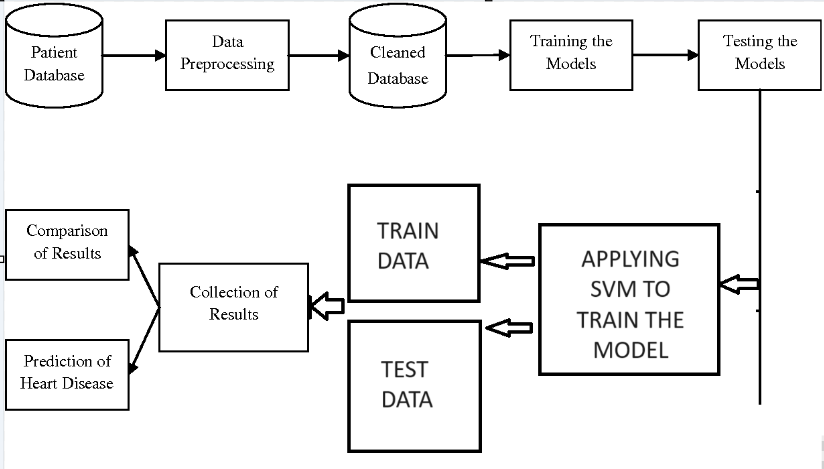 Patient
Database
Data
Preprocessing
Cleaned
Database
Training the
Models
Testing the
Models
Comparison
of Results
Prediction of
Heart Disease
Collection of
Results
TRAIN
DATA
TEST
DATA
APPLYING
SVM TO
TRAIN THE
MODEL